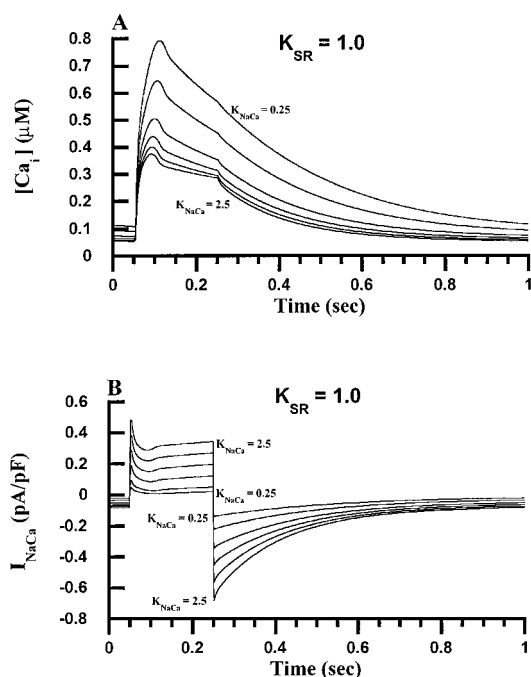 A
K_SR = 1.0
[Ca_i] (μM)
0.8
0.7
0.6
0.5
0.4
0.3
0.2
0.1
0
K_NaCa = 0.25
K_NaCa = 2.5
0 0.2 0.4 0.6 0.8 1
Time (sec)
B
K_SR = 1.0
I_NaCa (pA/pF)
0.6
0.4
0.2
0
-0.2
-0.4
-0.6
-0.8
K_NaCa = 2.5
K_NaCa = 0.25
K_NaCa = 0.25
K_NaCa = 2.5
0 0.2 0.4 0.6 0.8 1
Time (sec)